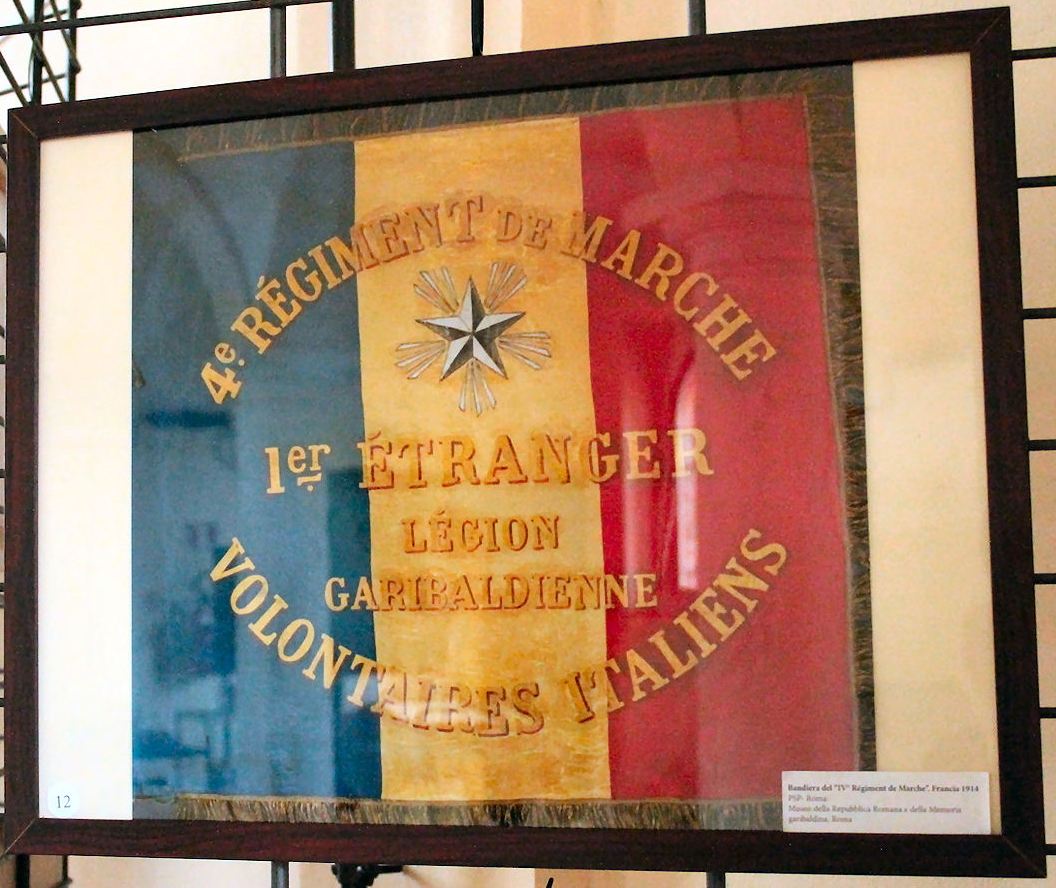 4e. RÉGIMENT DE MARCHE
1er ÉTRANGER
LÉGION
GARIBALDIENNE
VOLONTAIRES ITALIENS
12
Bandiera del "IV° Régiment de Marche". Francia 1914
PSP- Roma
Museo della Repubblica Romana e della Memoria
garibaldina, Roma